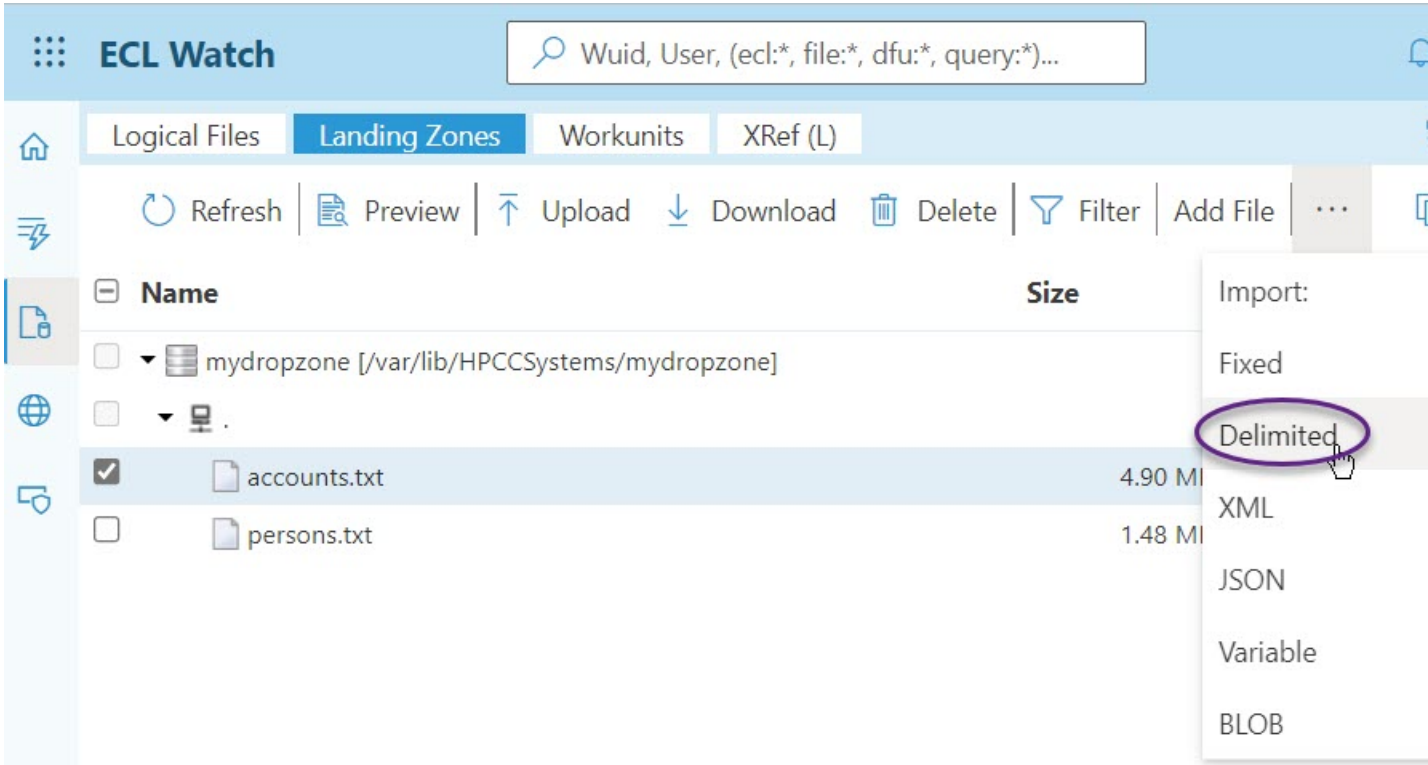 ECL Watch
Wuid, User, (ecl:*, file:*, dfu:*, query:*)...
Logical Files Landing Zones Workunits XRef (L)
Refresh Preview Upload Download Delete Filter Add File ...
Name Size
Import:
mydropzone [/var/lib/HPCCSystems/mydropzone]
Fixed
.
Delimited
accounts.txt 4.90
XML
persons.txt 1.48
JSON
Variable
BLOB